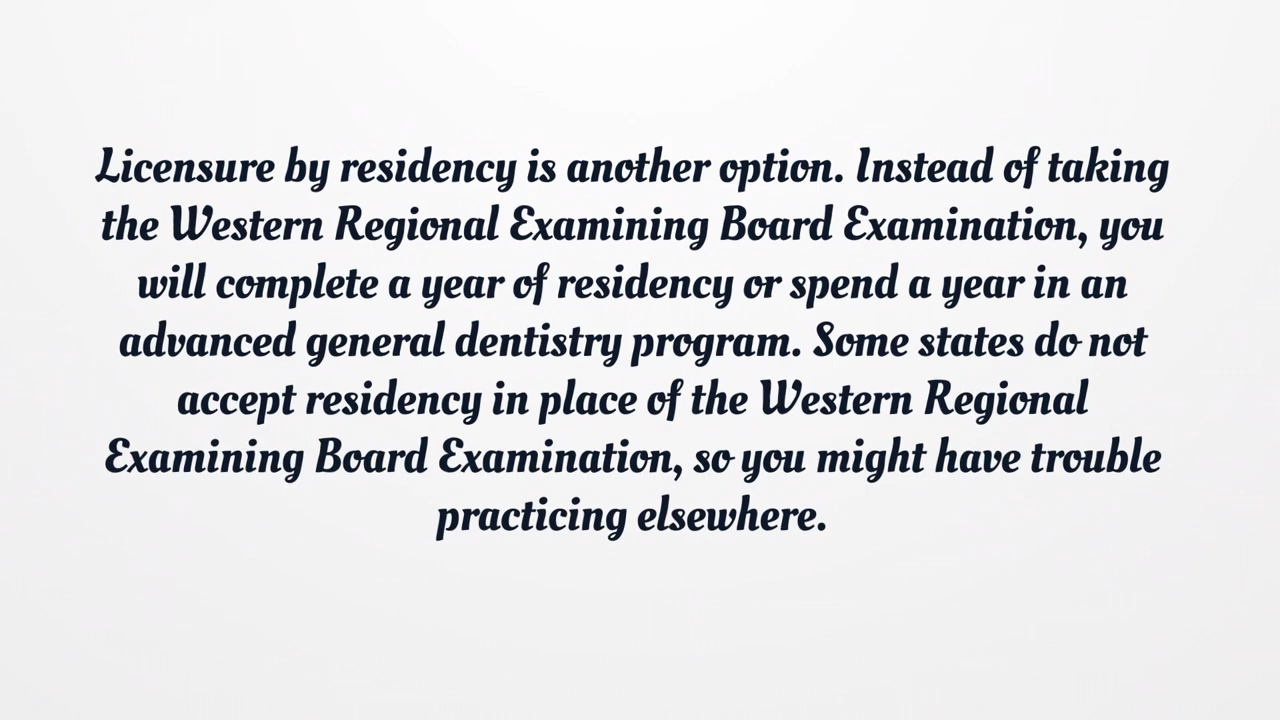 Licensure by residency is another option. Instead of taking
the Western Regional Examining Board Examination, you
will complete a year of residency or spend a year in an
advanced general dentistry program. Some states do not
accept residency in place of the Western Regional
Examining Board Examination, so you might have trouble
practicing elsewhere.